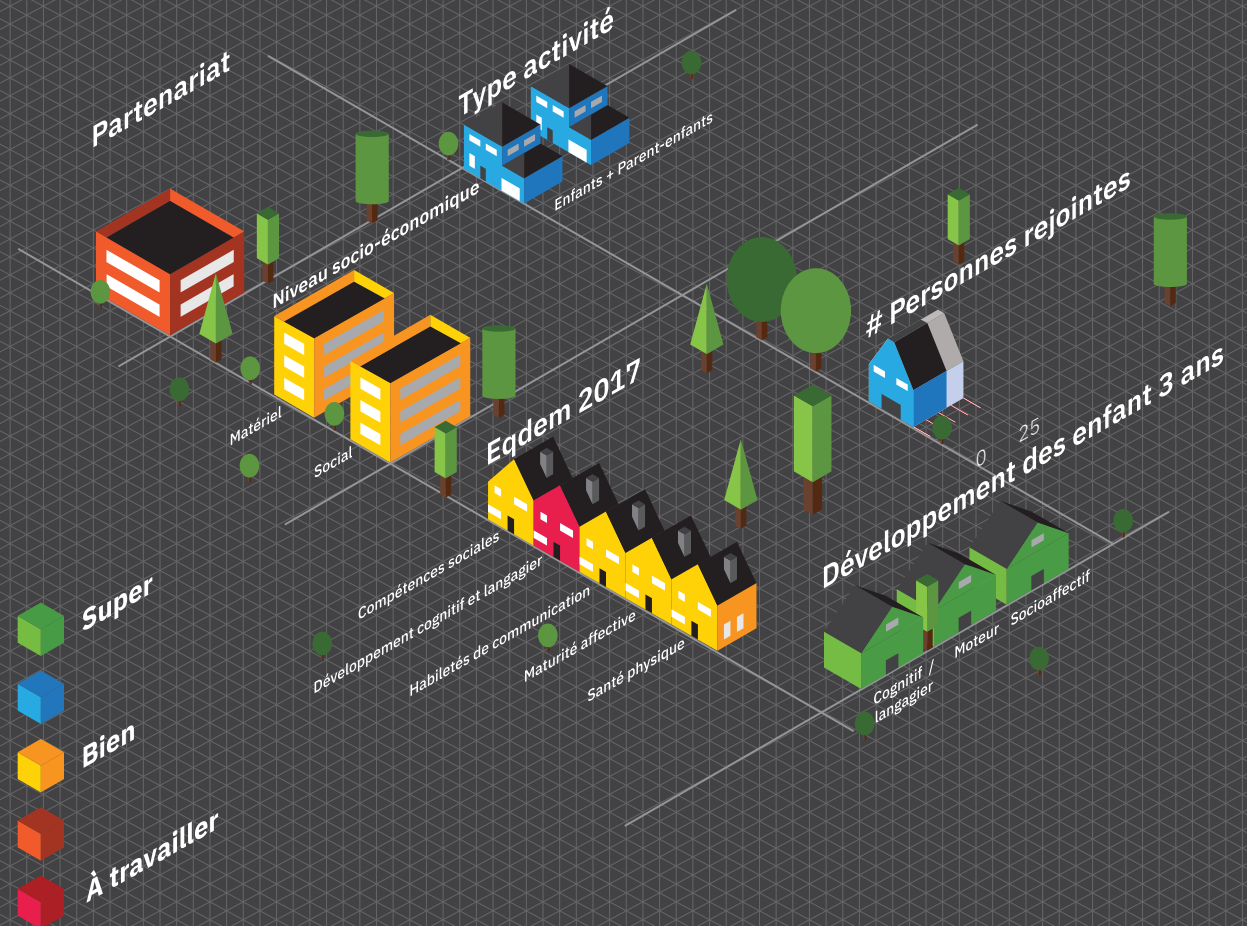 Partenariat
Type activité
Enfants + Parent-enfants
Niveau socio-économique
Matériel
Social
# Personnes rejointes
0
25
Eqdem 2017
Compétences sociales
Développement cognitif et langagier
Habiletés de communication
Maturité affective
Santé physique
Développement des enfant 3 ans
Cognitif /
langagier
Moteur
Socioaffectif
Super
Bien
À travailler